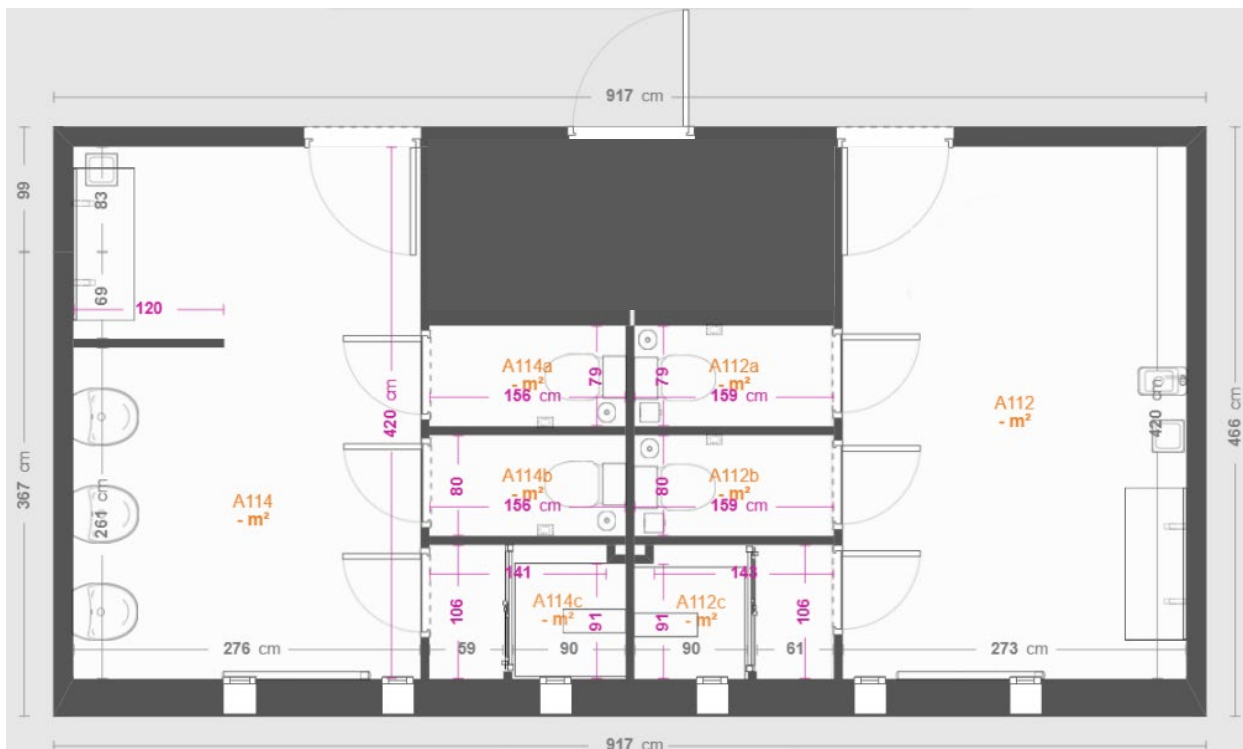 917 cm
99
83
69
120
367 cm
420 cm
A114a
- m²
79
156 cm
79
A112a
- m²
159 cm
A112
- m²
420 cm
466 cm
80
A114b
- m²
156 cm
80
A112b
- m²
159 cm
A114
- m²
261 cm
141
143
106
A114c
- m²
91
91
A112c
- m²
106
276 cm
59
90
90
61
273 cm
917 cm